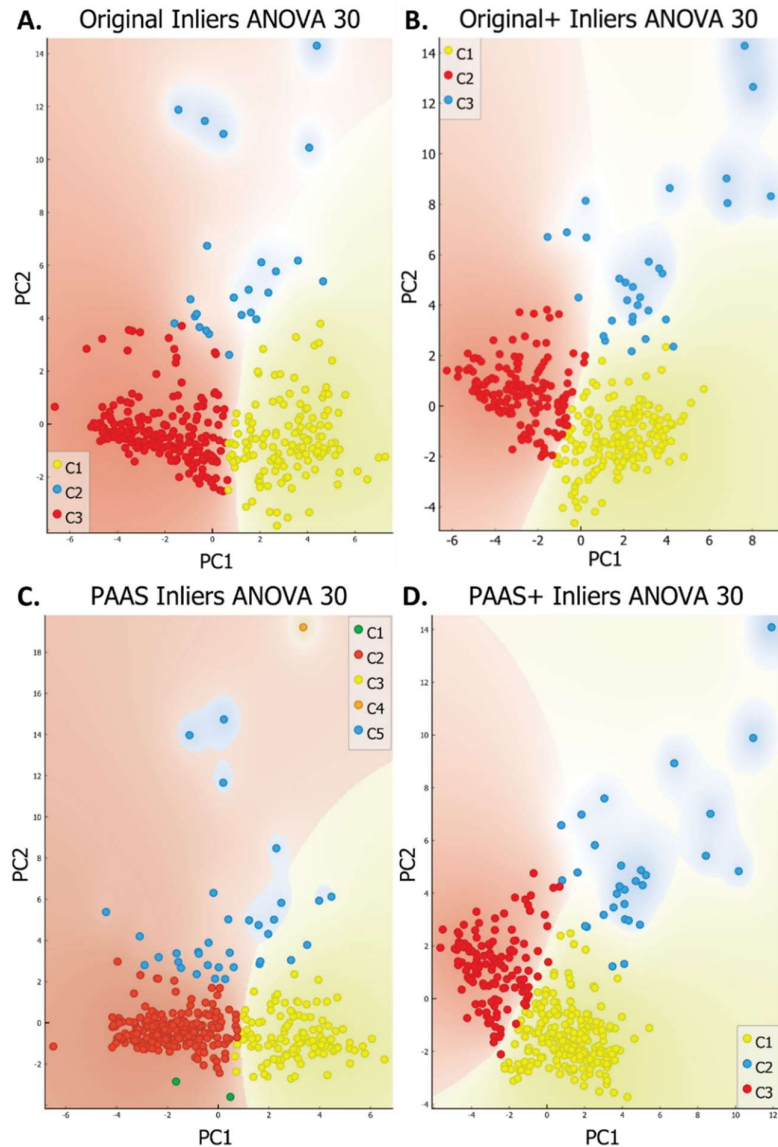 A. Original Inliers ANOVA 30
14
12
10
8
6
4
2
0
-2
PC2
C1
C2
C3
-6 -4 -2 0 2 4 6
PC1
B. Original+ Inliers ANOVA 30
C1
C2
C3
14
12
10
8
6
4
2
0
-2
-4
PC2
-6 -4 -2 0 2 4 6 8
PC1
C. PAAS Inliers ANOVA 30
C1
C2
C3
C4
C5
18
16
14
12
10
8
6
4
2
0
-2
PC2
-6 -4 -2 0 2 4 6
PC1
D. PAAS+ Inliers ANOVA 30
14
12
10
8
6
4
2
0
-2
-4
PC2
C1
C2
C3
-4 -2 0 2 4 6 8 10 12
PC1